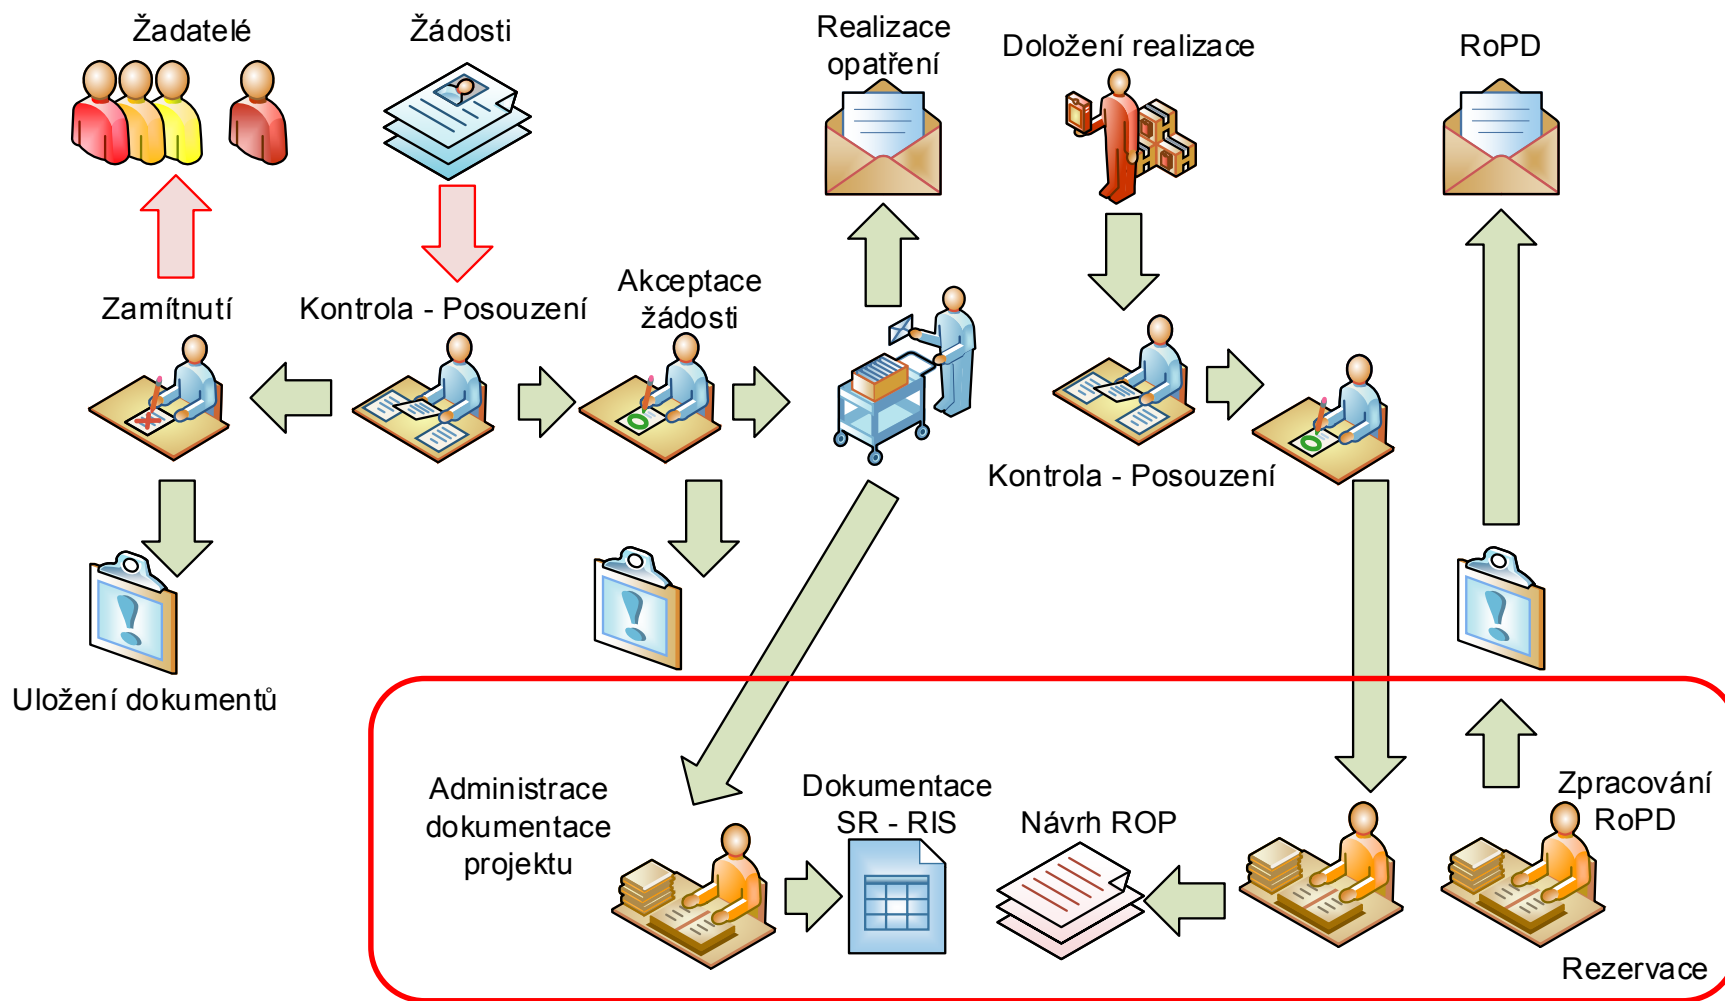 Žadatelé
Žádosti
Realizace
opatření
Doložení realizace
RoPD
Zamítnutí
Kontrola - Posouzení
Akceptace
žádosti
Kontrola - Posouzení
Uložení dokumentů
Administrace
dokumentace
projektu
Dokumentace
SR - RIS
Návrh ROP
Zpracování
RoPD
Rezervace